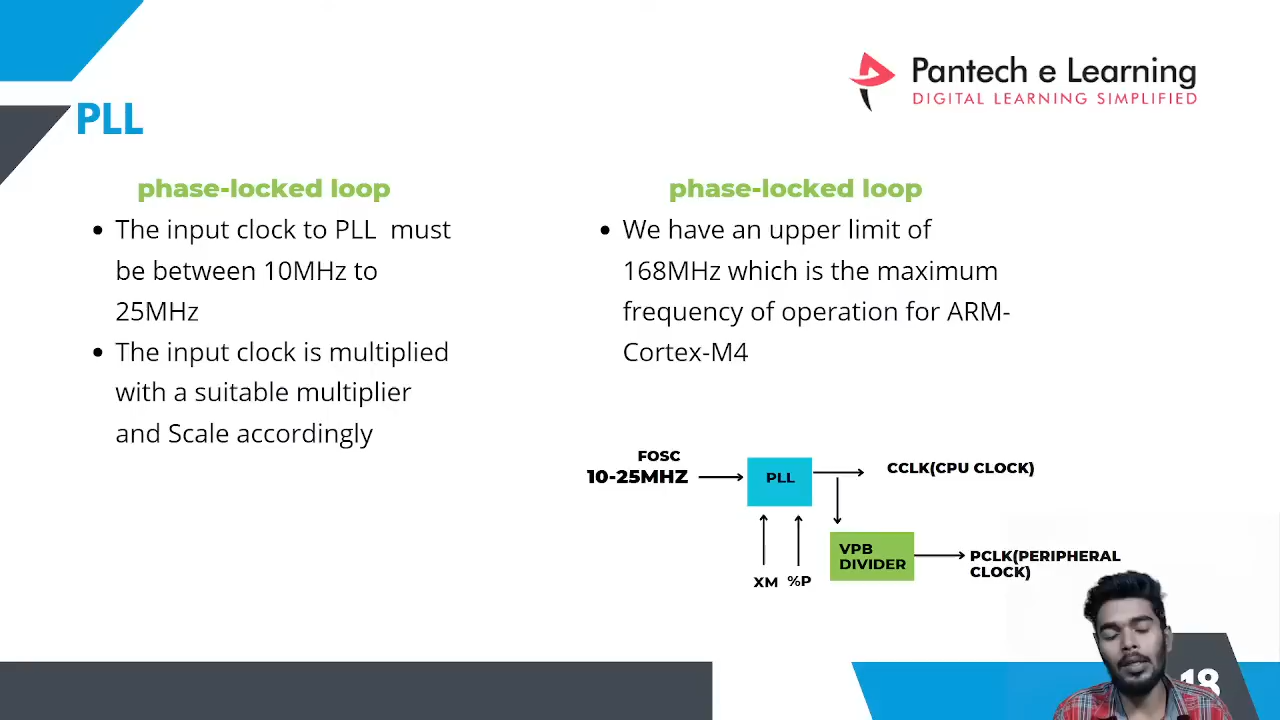 Pantech e Learning
DIGITAL LEARNING SIMPLIFIED
PLL
phase-locked loop
• The input clock to PLL must
be between 10MHz to
25MHz
• The input clock is multiplied
with a suitable multiplier
and Scale accordingly
phase-locked loop
• We have an upper limit of
168MHz which is the maximum
frequency of operation for ARM-
Cortex-M4
FOSC
10-25MHZ
PLL
CCLK(CPU CLOCK)
VPB
DIVIDER
PCLK(PERIPHERAL
CLOCK)
XM %P
18